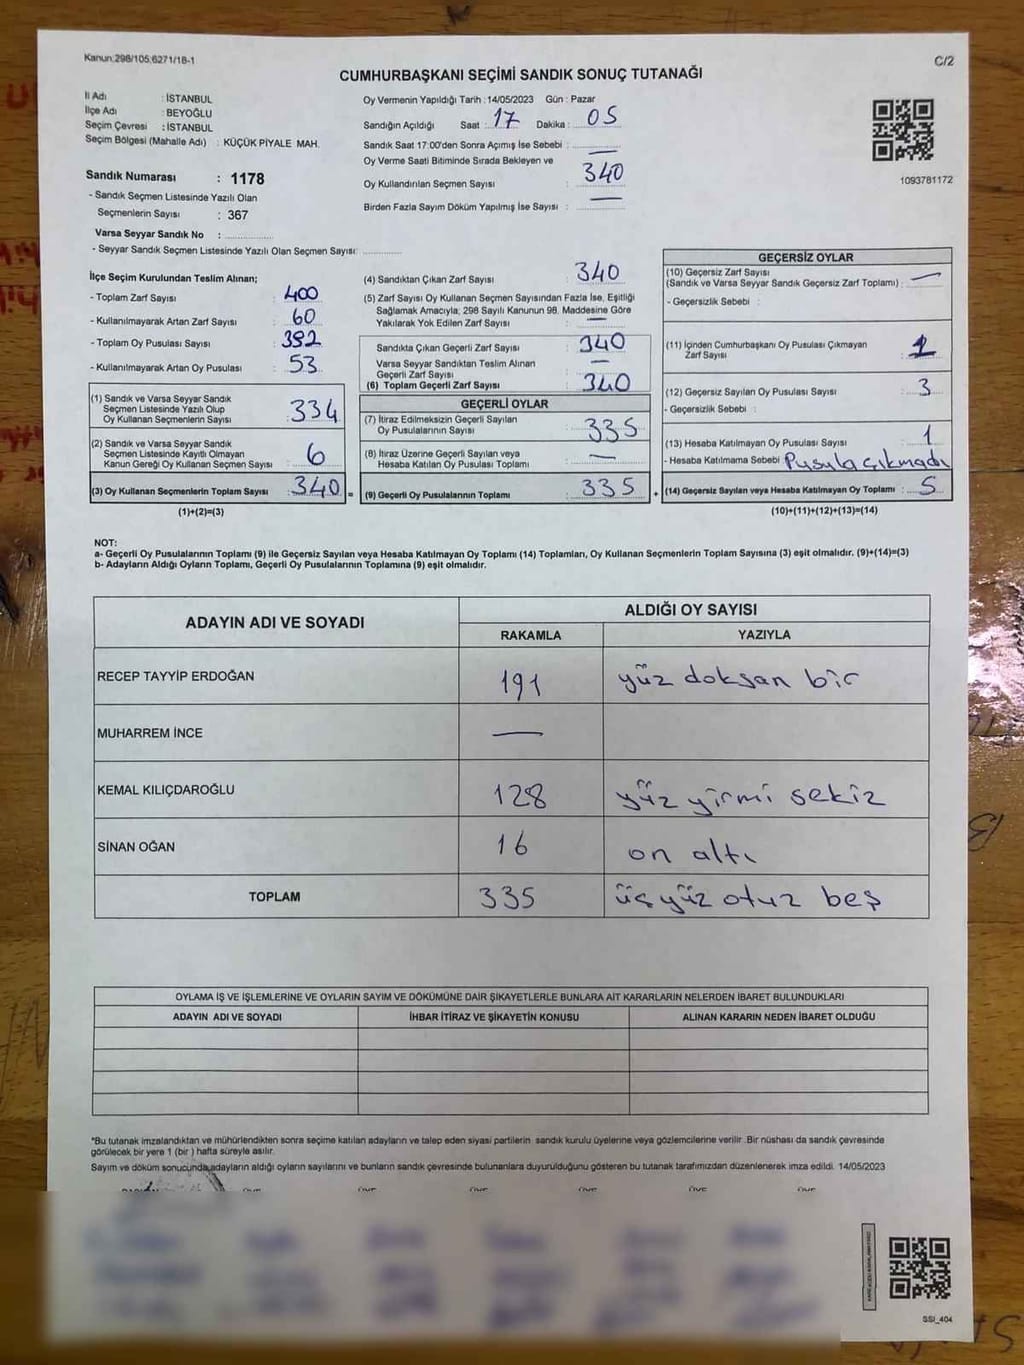 Kanun:298/105;6271/18-1
C/2
CUMHURBAŞKANI SEÇİMİ SANDIK SONUÇ TUTANAĞI
İl Adı : İSTANBUL
İlçe Adı : BEYOĞLU
Seçim Çevresi : İSTANBUL
Seçim Bölgesi (Mahalle Adı) : KÜÇÜK PİYALE MAH.
Oy Vermenin Yapıldığı Tarih :14/05/2023 Gün : Pazar
Sandığın Açıldığı Saat : 17 Dakika : 05
Sandık Saat 17:00'den Sonra Açılmış İse Sebebi : —
Oy Verme Saati Bitiminde Sırada Bekleyen ve
Oy Kullandırılan Seçmen Sayısı : 340
Birden Fazla Sayım Döküm Yapılmış İse Sayısı : —
1093781172
Sandık Numarası : 1178
- Sandık Seçmen Listesinde Yazılı Olan
Seçmenlerin Sayısı : 367
Varsa Seyyar Sandık No :
- Seyyar Sandık Seçmen Listesinde Yazılı Olan Seçmen Sayısı:
İlçe Seçim Kurulundan Teslim Alınan;
- Toplam Zarf Sayısı : 400
- Kullanılmayarak Artan Zarf Sayısı : 60
- Toplam Oy Pusulası Sayısı : 392
- Kullanılmayarak Artan Oy Pusulası : 53
(1) Sandık ve Varsa Seyyar Sandık
Seçmen Listesinde Yazılı Olup
Oy Kullanan Seçmenlerin Sayısı : 334
(2) Sandık ve Varsa Seyyar Sandık
Seçmen Listesinde Kayıtlı Olmayan
Kanun Gereği Oy Kullanan Seçmen Sayısı : 6
(3) Oy Kullanan Seçmenlerin Toplam Sayısı : 340 =
(1)+(2)=(3)
(4) Sandıktan Çıkan Zarf Sayısı : 340
(5) Zarf Sayısı Oy Kullanan Seçmen Sayısından Fazla İse, Eşitliği
Sağlamak Amacıyla; 298 Sayılı Kanunun 98. Maddesine Göre
Yakılarak Yok Edilen Zarf Sayısı : —
Sandıkta Çıkan Geçerli Zarf Sayısı : 340
Varsa Seyyar Sandıktan Teslim Alınan
Geçerli Zarf Sayısı : —
(6) Toplam Geçerli Zarf Sayısı : 340
GEÇERLİ OYLAR
(7) İtiraz Edilmeksizin Geçerli Sayılan
Oy Pusulalarının Sayısı : 335
(8) İtiraz Üzerine Geçerli Sayılan veya
Hesaba Katılan Oy Pusulası Toplamı : —
(9) Geçerli Oy Pusulalarının Toplamı : 335 +
GEÇERSİZ OYLAR
(10) Geçersiz Zarf Sayısı
(Sandık ve Varsa Seyyar Sandık Geçersiz Zarf Toplamı) : —
- Geçersizlik Sebebi :
(11) İçinden Cumhurbaşkanı Oy Pusulası Çıkmayan
Zarf Sayısı : 1
(12) Geçersiz Sayılan Oy Pusulası Sayısı : 3
- Geçersizlik Sebebi :
(13) Hesaba Katılmayan Oy Pusulası Sayısı : 1
- Hesaba Katılmama Sebebi : Pusula çıkmadı
(14) Geçersiz Sayılan veya Hesaba Katılmayan Oy Toplamı : 5
(10)+(11)+(12)+(13)=(14)
NOT:
a- Geçerli Oy Pusulalarının Toplamı (9) ile Geçersiz Sayılan veya Hesaba Katılmayan Oy Toplamı (14) Toplamları, Oy Kullanan Seçmenlerin Toplam Sayısına (3) eşit olmalıdır. (9)+(14)=(3)
b- Adayların Aldığı Oyların Toplamı, Geçerli Oy Pusulalarının Toplamına (9) eşit olmalıdır.
ADAYIN ADI VE SOYADI ALDIĞI OY SAYISI
RAKAMLA YAZIYLA
RECEP TAYYİP ERDOĞAN 191 yüz doksan bir
MUHARREM İNCE —
KEMAL KILIÇDAROĞLU 128 yüz yirmi sekiz
SİNAN OĞAN 16 on altı
TOPLAM 335 üç yüz otuz beş
OYLAMA İŞ VE İŞLEMLERİNE VE OYLARIN SAYIM VE DÖKÜMÜNE DAİR ŞİKAYETLERLE BUNLARA AİT KARARLARIN NELERDEN İBARET BULUNDUKLARI
ADAYIN ADI VE SOYADI İHBAR İTİRAZ VE ŞİKAYETİN KONUSU ALINAN KARARIN NEDEN İBARET OLDUĞU
*Bu tutanak imzalandıktan ve mühürlendikten sonra seçime katılan adayların ve talep eden siyasi partilerin sandık kurulu üyelerine veya gözlemcilerine verilir .Bir nüshası da sandık çevresinde
görülecek bir yere 1 (bir ) hafta süreyle asılır.
Sayım ve döküm sonucunda adayların aldığı oyların sayılarını ve bunların sandık çevresinde bulunanlara duyurulduğunu gösteren bu tutanak tarafımızdan düzenlenerek imza edildi. 14/05/2023
SSI_404